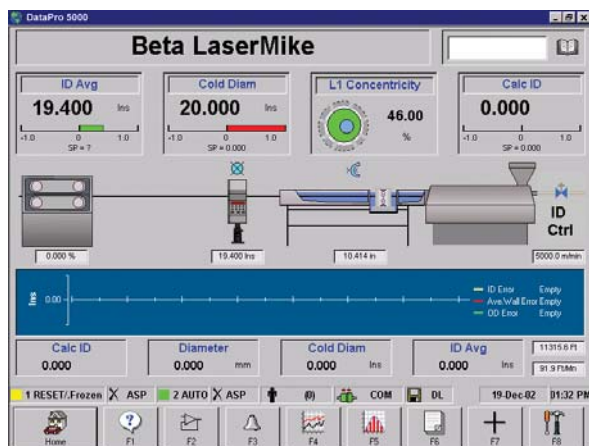 DataPro 5000
Beta LaserMike
ID Avg
19.400 Ins
-1.0 0 1.0
SP = ?
Cold Diam
20.000 Ins
-1.0 0 1.0
SP = 0.000
L1 Concentricity
46.00
%
Calc ID
0.000
-1.0 0 1.0
SP = 0.000
ID
Ctrl
0.000 %
19.400 Ins
10.414 in
5000.0 m/min
Ins
0.00
ID Error Empty
Ave.Wall Error Empty
OD Error Empty
Calc ID
0.000
Diameter
0.000 mm
Cold Diam
0.000 Ins
ID Avg
0.000 Ins
11315.6 Ft
91.9 Ft/Min
1 RESET/.Frozen ASP 2 AUTO ASP (0) COM DL 19-Dec-02 01:32 PM
Home F1 F2 F3 F4 F5 F6 F7 F8